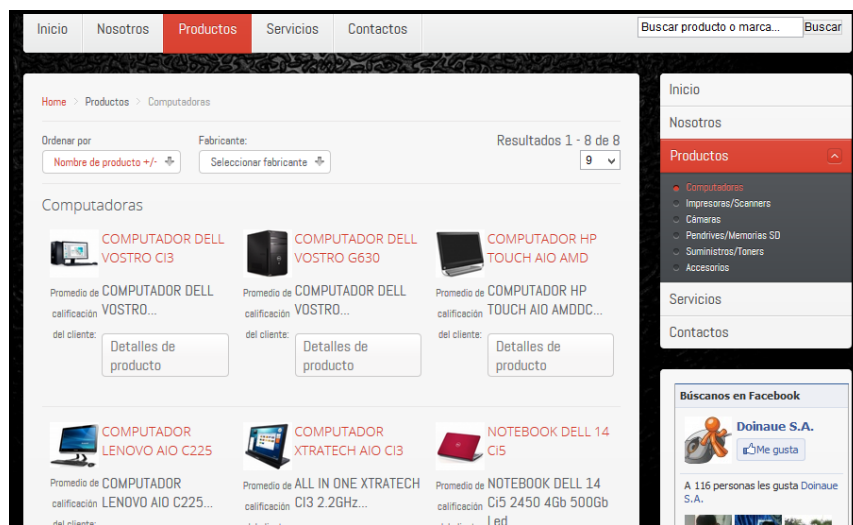 Inicio Nosotros Productos Servicios Contactos
Buscar producto o marca... Buscar
Home > Productos > Computadoras
Ordenar por
Nombre de producto +/-
Fabricante:
Seleccionar fabricante
Resultados 1 - 8 de 8
9
Computadoras
COMPUTADOR DELL
VOSTRO CI3
Promedio de
calificación
del cliente:
COMPUTADOR DELL
VOSTRO...
Detalles de
producto
COMPUTADOR DELL
VOSTRO G630
Promedio de
calificación
del cliente:
COMPUTADOR DELL
VOSTRO...
Detalles de
producto
COMPUTADOR HP
TOUCH AIO AMD
Promedio de
calificación
del cliente:
COMPUTADOR HP
TOUCH AIO AMDDC...
Detalles de
producto
COMPUTADOR
LENOVO AIO C225
Promedio de
calificación
del cliente:
COMPUTADOR
LENOVO AIO C225...
COMPUTADOR
XTRATECH AIO CI3
Promedio de
calificación
ALL IN ONE XTRATECH
CI3 2.2GHz...
NOTEBOOK DELL 14
Ci5
Promedio de
calificación
NOTEBOOK DELL 14
Ci5 2450 4Gb 500Gb
Led
Inicio
Nosotros
Productos
Computadoras
Impresoras/Scanners
Cámaras
Pendrives/Memorias SD
Suministros/Toners
Accesorios
Servicios
Contactos
Búscanos en Facebook
Doinaue S.A.
Me gusta
A 116 personas les gusta Doinaue
S.A.